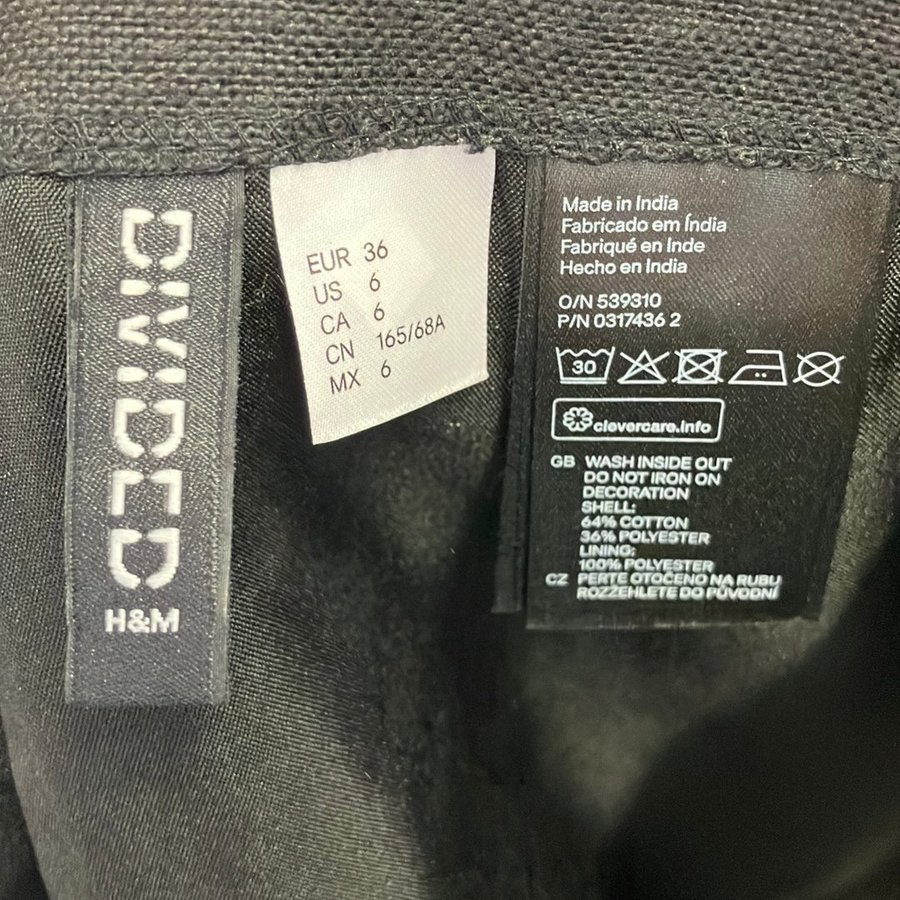 DIVIDED
H&M
EUR 36
US 6
CA 6
CN 165/68A
MX 6
Made in India
Fabricado em Índia
Fabriqué en Inde
Hecho en India
O/N 539310
P/N 0317436 2
30
clevercare.info
GB WASH INSIDE OUT
DO NOT IRON ON
DECORATION
SHELL:
64% COTTON
36% POLYESTER
LINING:
100% POLYESTER
CZ PERTE OTOČENO NA RUBU
ROZZEHLETE DO PŮVODNÍ